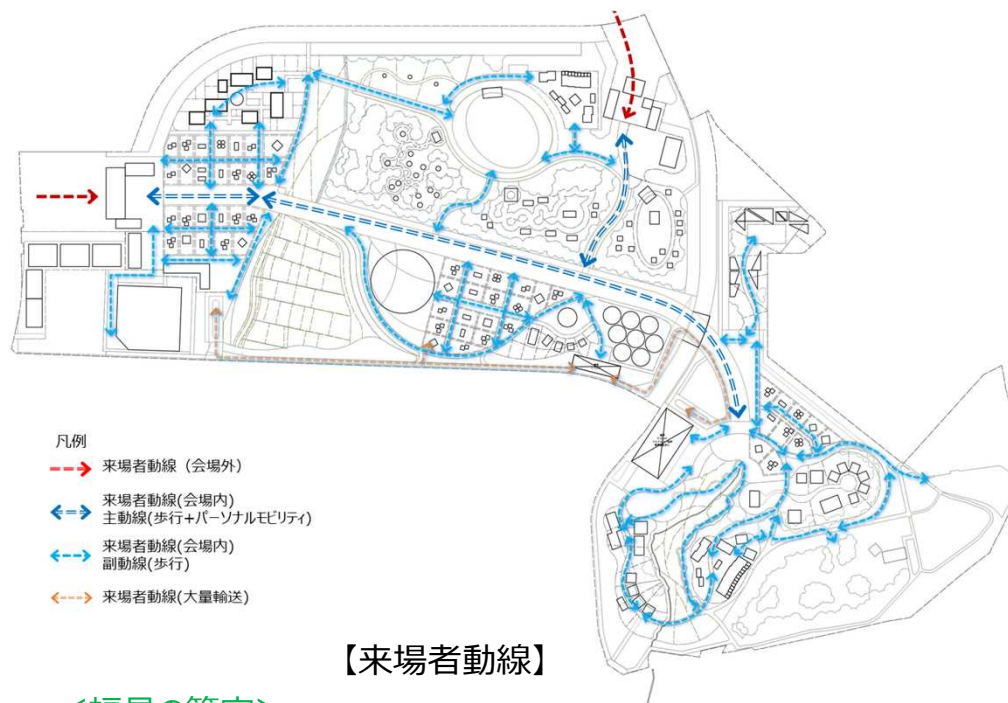 凡例
来場者動線（会場外）
来場者動線(会場内)
主動線(歩行+パーソナルモビリティ)
来場者動線(会場内)
副動線(歩行)
来場者動線(大量輸送)
【来場者動線】